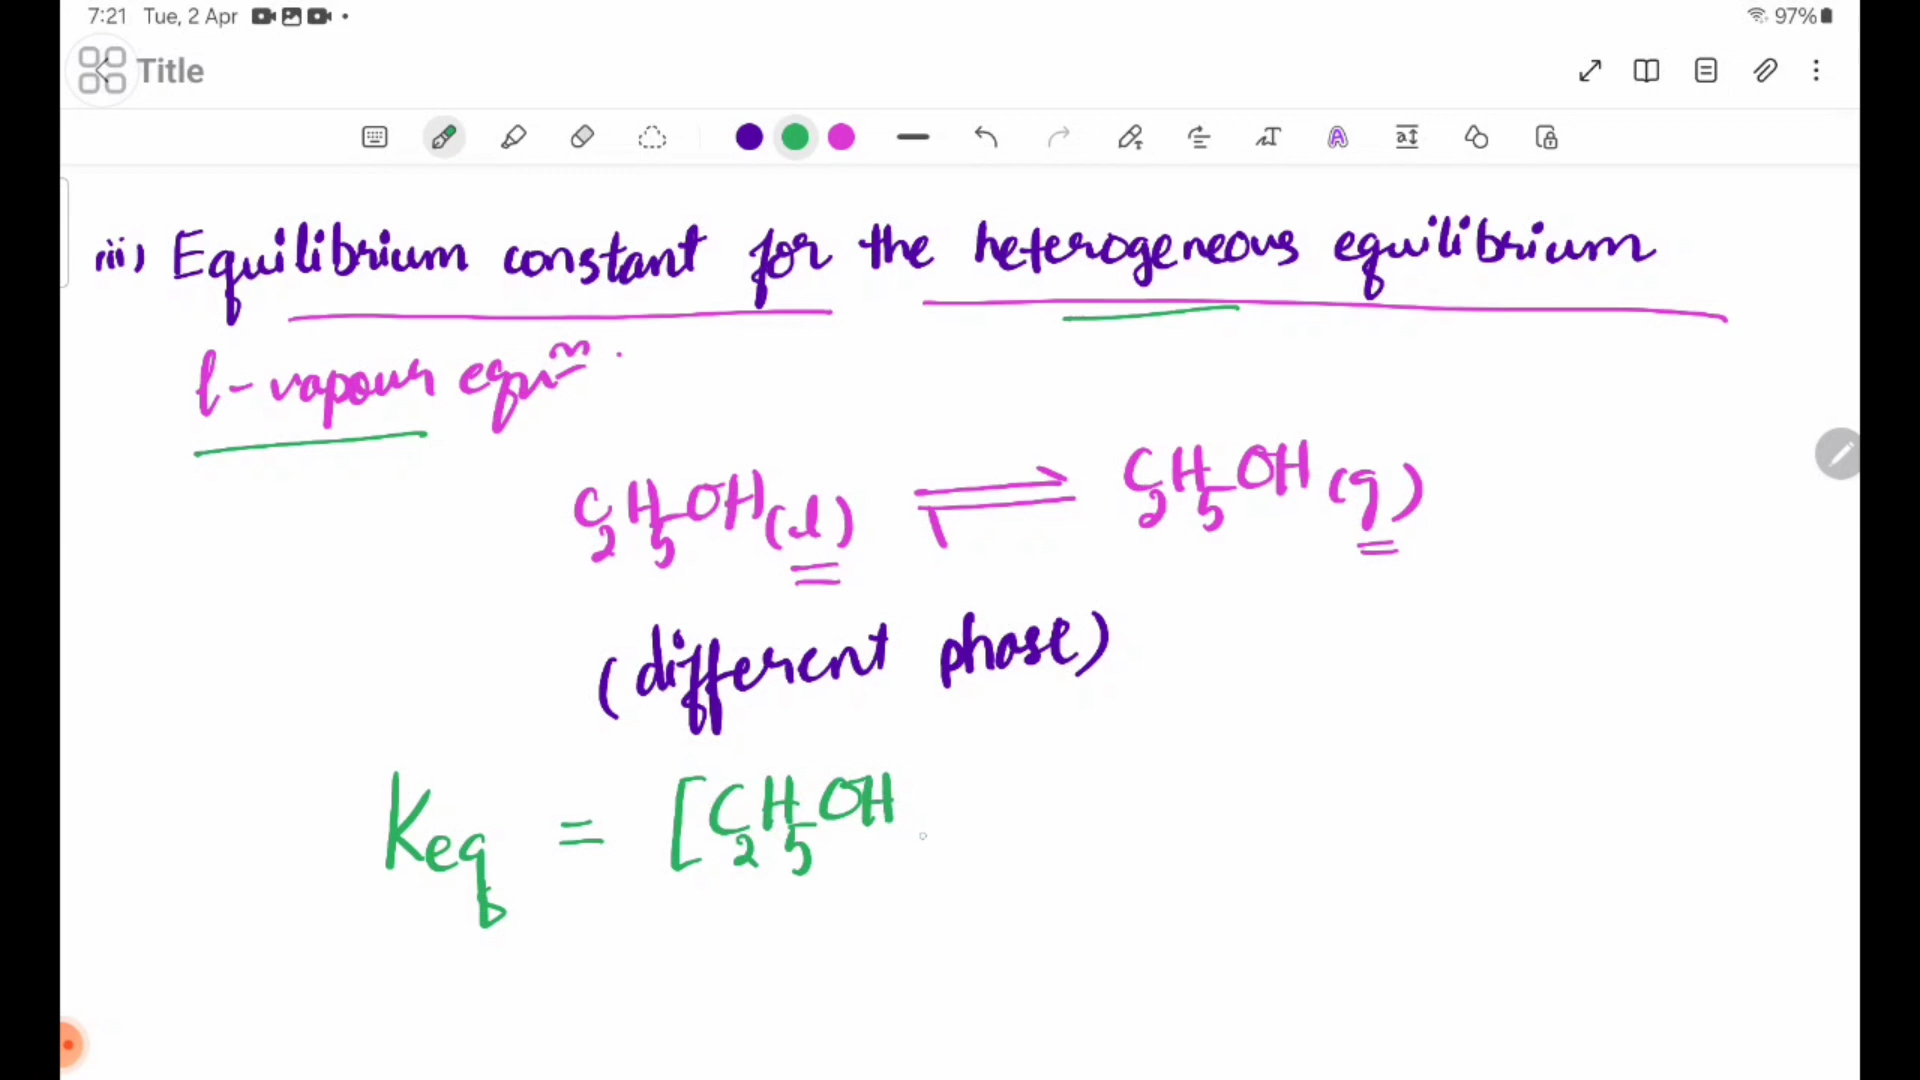 7:21 Tue, 2 Apr 97%
Title
iii) Equilibrium constant for the heterogeneous equilibrium
l-vapour equm.
C2H5OH(l) ⇌ C2H5OH(g)
(different phase)
Keq = [C2H5OH